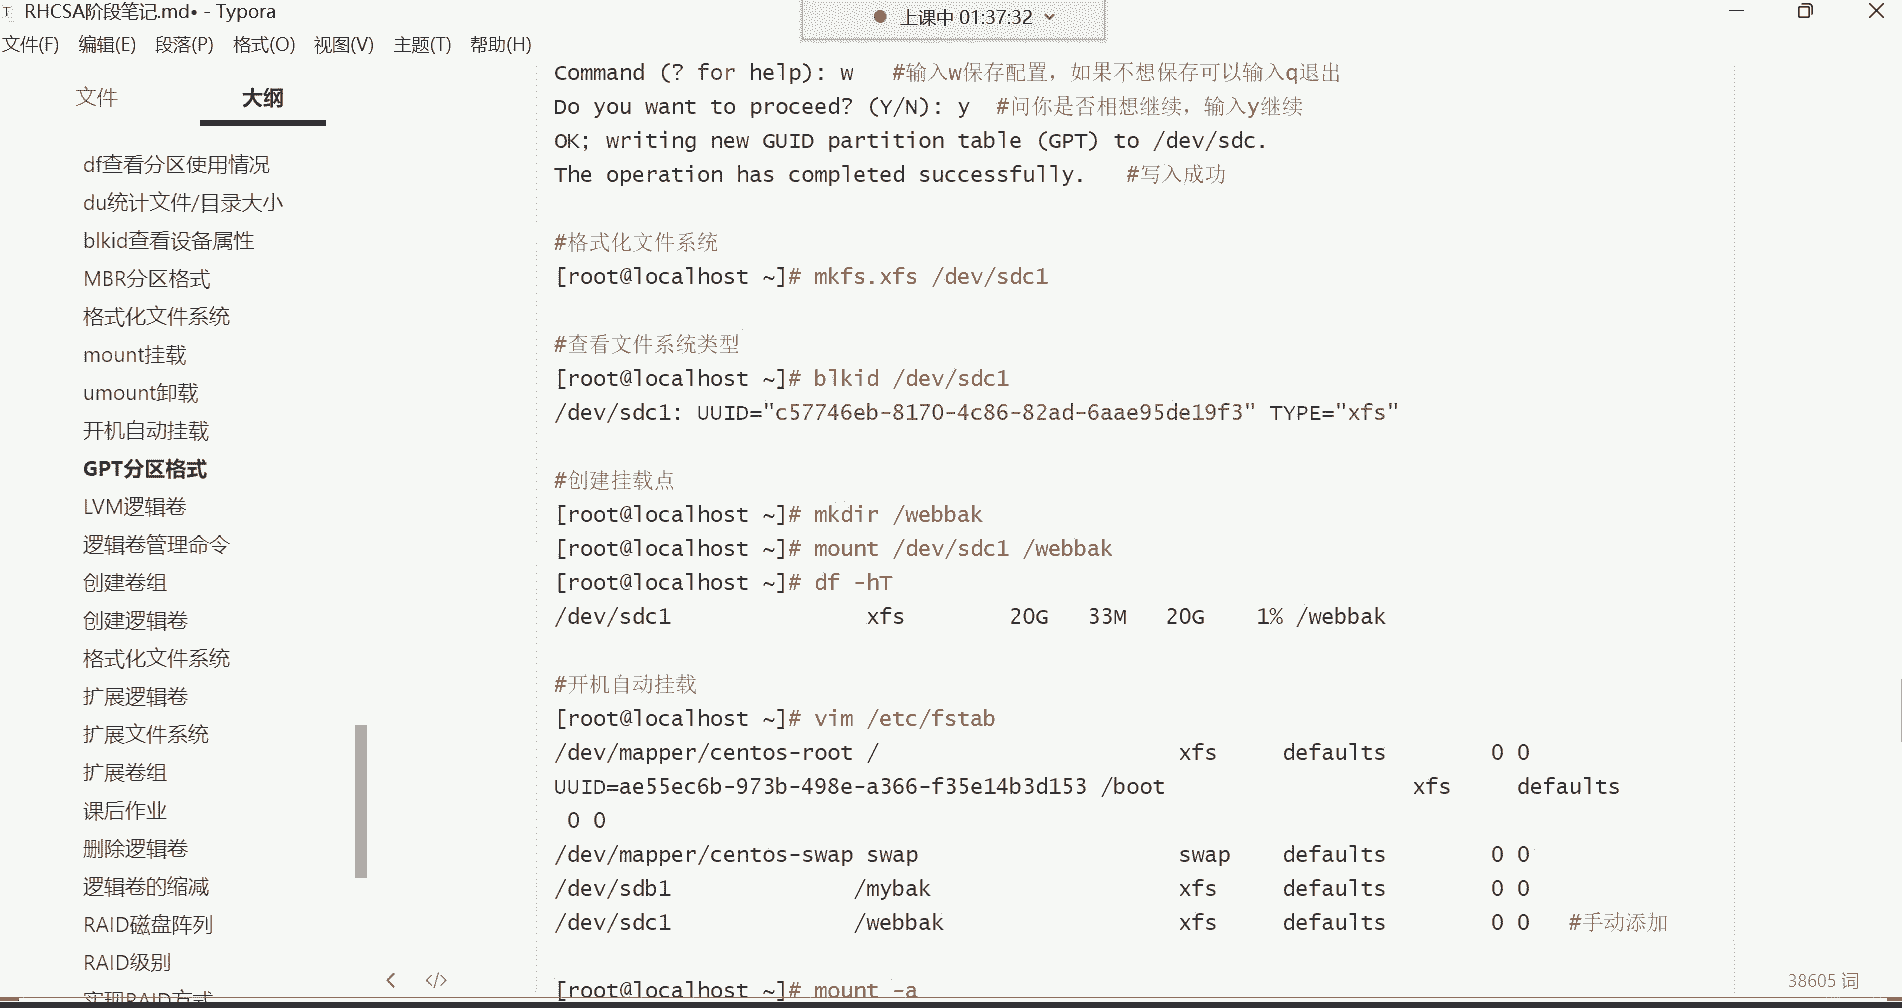 RHCSA阶段笔记.md• - Typora
上课中 01:37:32
文件(F) 编辑(E) 段落(P) 格式(O) 视图(V) 主题(T) 帮助(H)
文件 大纲
df查看分区使用情况
du统计文件/目录大小
blkid查看设备属性
MBR分区格式
格式化文件系统
mount挂载
umount卸载
开机自动挂载
GPT分区格式
LVM逻辑卷
逻辑卷管理命令
创建卷组
创建逻辑卷
格式化文件系统
扩展逻辑卷
扩展文件系统
扩展卷组
课后作业
删除逻辑卷
逻辑卷的缩减
RAID磁盘阵列
RAID级别
实现RAID方式
Command (? for help): w #输入w保存配置，如果不想保存可以输入q退出
Do you want to proceed? (Y/N): y #问你是否相想继续，输入y继续
OK; writing new GUID partition table (GPT) to /dev/sdc.
The operation has completed successfully. #写入成功
#格式化文件系统
[root@localhost ~]# mkfs.xfs /dev/sdc1
#查看文件系统类型
[root@localhost ~]# blkid /dev/sdc1
/dev/sdc1: UUID="c57746eb-8170-4c86-82ad-6aae95de19f3" TYPE="xfs"
#创建挂载点
[root@localhost ~]# mkdir /webbak
[root@localhost ~]# mount /dev/sdc1 /webbak
[root@localhost ~]# df -hT
/dev/sdc1 xfs 20G 33M 20G 1% /webbak
#开机自动挂载
[root@localhost ~]# vim /etc/fstab
/dev/mapper/centos-root / xfs defaults 0 0
UUID=ae55ec6b-973b-498e-a366-f35e14b3d153 /boot xfs defaults
0 0
/dev/mapper/centos-swap swap swap defaults 0 0
/dev/sdb1 /mybak xfs defaults 0 0
/dev/sdc1 /webbak xfs defaults 0 0 #手动添加
[root@localhost ~]# mount -a
38605 词